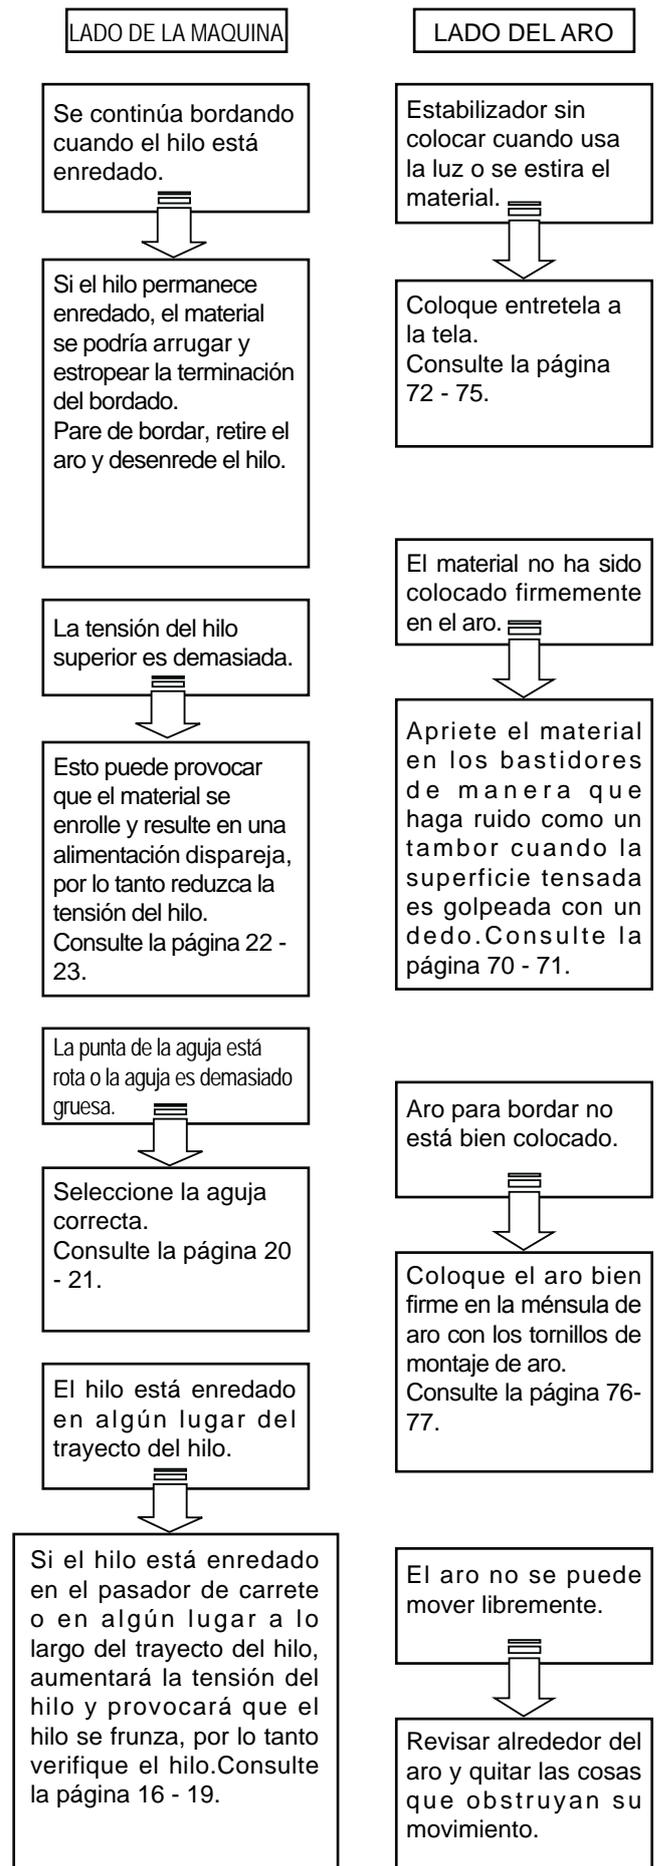 LADO DE LA MAQUINA
Se continúa bordando
cuando el hilo está
enredado.
Si el hilo permanece
enredado, el material
se podría arrugar y
estropear la terminación
del bordado.
Pare de bordar, retire el
aro y desenrede el hilo.
La tensión del hilo
superior es demasiada.
Esto puede provocar
que el material se
enrolle y resulte en una
alimentación dispareja,
por lo tanto reduzca la
tensión del hilo.
Consulte la página 22 -
23.
La punta de la aguja está
rota o la aguja es demasiado
gruesa.
Seleccione la aguja
correcta.
Consulte la página 20
- 21.
El hilo está enredado
en algún lugar del
trayecto del hilo.
Si el hilo está enredado
en el pasador de carrete
o en algún lugar a lo
largo del trayecto del hilo,
aumentará la tensión del
hilo y provocará que el
hilo se frunza, por lo tanto
verifique el hilo.Consulte
la página 16 - 19.
LADO DEL ARO
Estabilizador sin
colocar cuando usa
la luz o se estira el
material.
Coloque entretela a
la tela.
Consulte la página
72 - 75.
El material no ha sido
colocado firmemente
en el aro.
Apriete el material
en los bastidores
de manera que
haga ruido como un
tambor cuando la
superficie tensada
es golpeada con un
dedo.Consulte la
página 70 - 71.
Aro para bordar no
está bien colocado.
Coloque el aro bien
firme en la ménsula de
aro con los tornillos de
montaje de aro.
Consulte la página 76-
77.
El aro no se puede
mover libremente.
Revisar alrededor del
aro y quitar las cosas
que obstruyan su
movimiento.